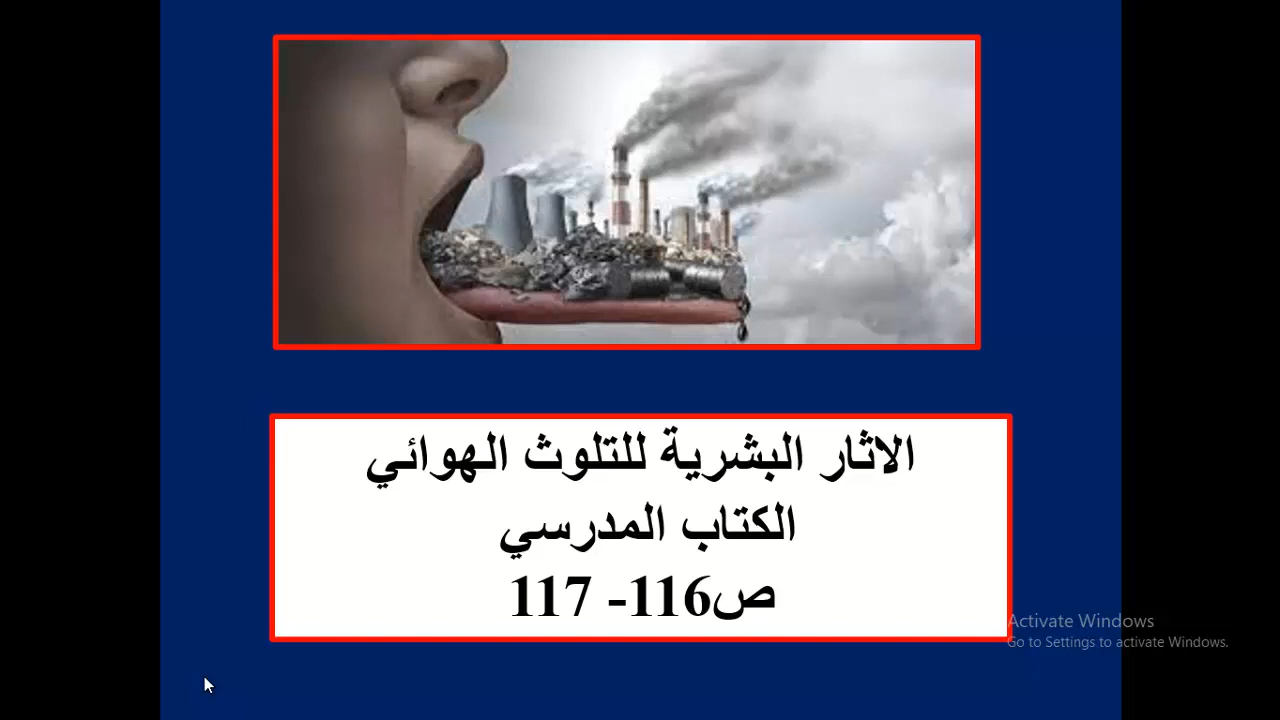 الاثار البشرية للتلوث الهوائي
الكتاب المدرسي
ص116- 117
Activate Windows
Go to Settings to activate Windows.